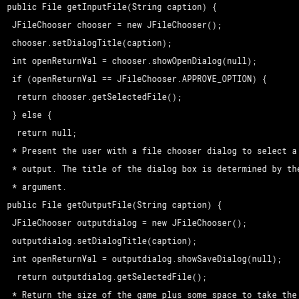 public File getInputFile(String caption) {
JFileChooser chooser = new JFileChooser();
chooser.setDialogTitle(caption);
int openReturnVal = chooser.showOpenDialog(null);
if (openReturnVal == JFileChooser.APPROVE_OPTION) {
return chooser.getSelectedFile();
} else {
return null;
* Present the user with a file chooser dialog to select a
* output. The title of the dialog box is determined by the
* argument.
public File getOutputFile(String caption) {
JFileChooser outputdialog = new JFileChooser();
outputdialog.setDialogTitle(caption);
int openReturnVal = outputdialog.showSaveDialog(null);
return outputdialog.getSelectedFile();
* Return the size of the game plus some space to take the